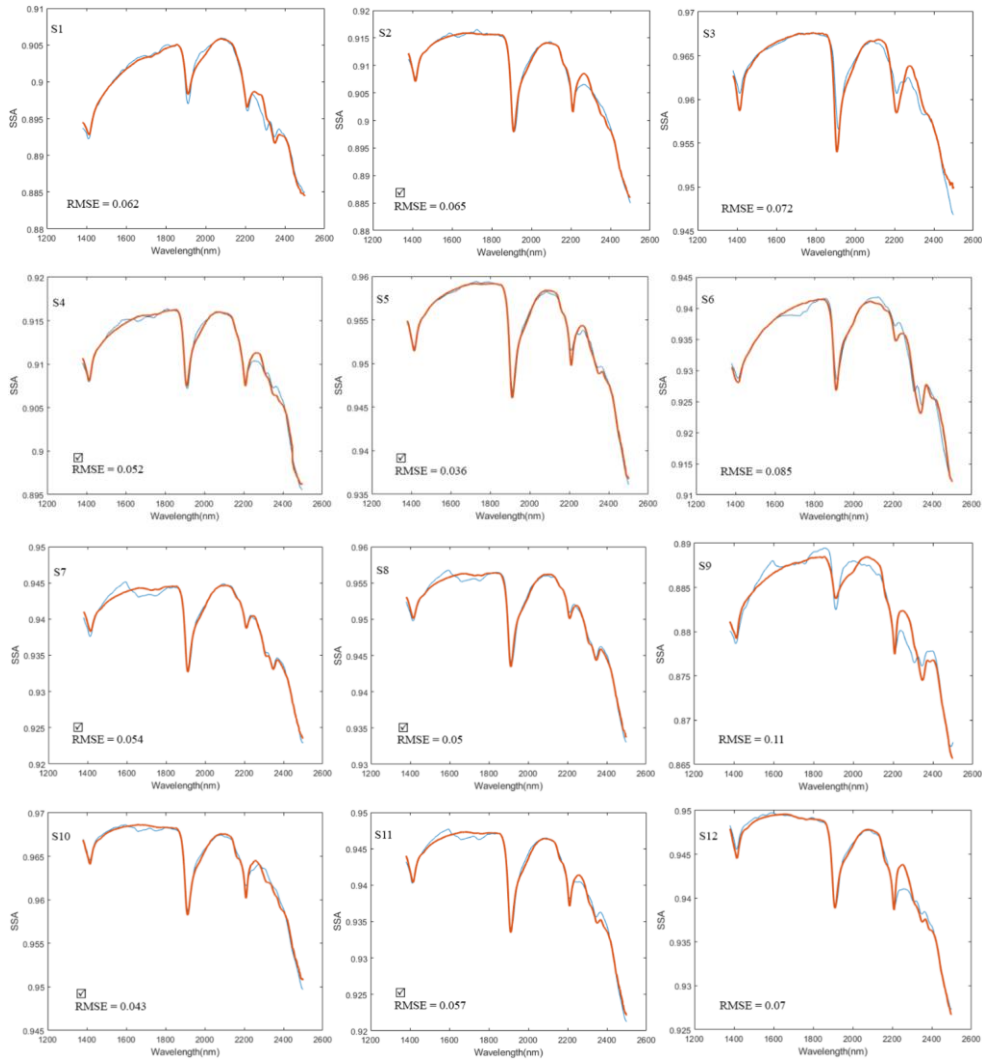 S1
0.91
0.905
0.9
0.895
0.89
0.885
0.88
SSA
RMSE = 0.062
1200 1400 1600 1800 2000 2200 2400 2600
Wavelength(nm)
S2
0.92
0.915
0.91
0.905
0.9
0.895
0.89
0.885
0.88
SSA
☑
RMSE = 0.065
1200 1400 1600 1800 2000 2200 2400 2600
Wavelength(nm)
S3
0.97
0.965
0.96
0.955
0.95
0.945
SSA
RMSE = 0.072
1200 1400 1600 1800 2000 2200 2400 2600
Wavelength(nm)
S4
0.92
0.915
0.91
0.905
0.9
0.895
SSA
☑
RMSE = 0.052
1200 1400 1600 1800 2000 2200 2400 2600
Wavelength(nm)
S5
0.96
0.955
0.95
0.945
0.94
0.935
SSA
☑
RMSE = 0.036
1200 1400 1600 1800 2000 2200 2400 2600
Wavelength(nm)
S6
0.945
0.94
0.935
0.93
0.925
0.92
0.915
0.91
SSA
RMSE = 0.085
1200 1400 1600 1800 2000 2200 2400 2600
Wavelength(nm)
S7
0.95
0.945
0.94
0.935
0.93
0.925
0.92
SSA
☑
RMSE = 0.054
1200 1400 1600 1800 2000 2200 2400 2600
Wavelength(nm)
S8
0.96
0.955
0.95
0.945
0.94
0.935
0.93
SSA
☑
RMSE = 0.05
1200 1400 1600 1800 2000 2200 2400 2600
Wavelength(nm)
S9
0.89
0.885
0.88
0.875
0.87
0.865
SSA
RMSE = 0.11
1200 1400 1600 1800 2000 2200 2400 2600
Wavelength(nm)
S10
0.97
0.965
0.96
0.955
0.95
0.945
SSA
☑
RMSE = 0.043
1200 1400 1600 1800 2000 2200 2400 2600
Wavelength(nm)
S11
0.95
0.945
0.94
0.935
0.93
0.925
0.92
SSA
☑
RMSE = 0.057
1200 1400 1600 1800 2000 2200 2400 2600
Wavelength(nm)
S12
0.95
0.945
0.94
0.935
0.93
0.925
SSA
RMSE = 0.07
1200 1400 1600 1800 2000 2200 2400 2600
Wavelength(nm)